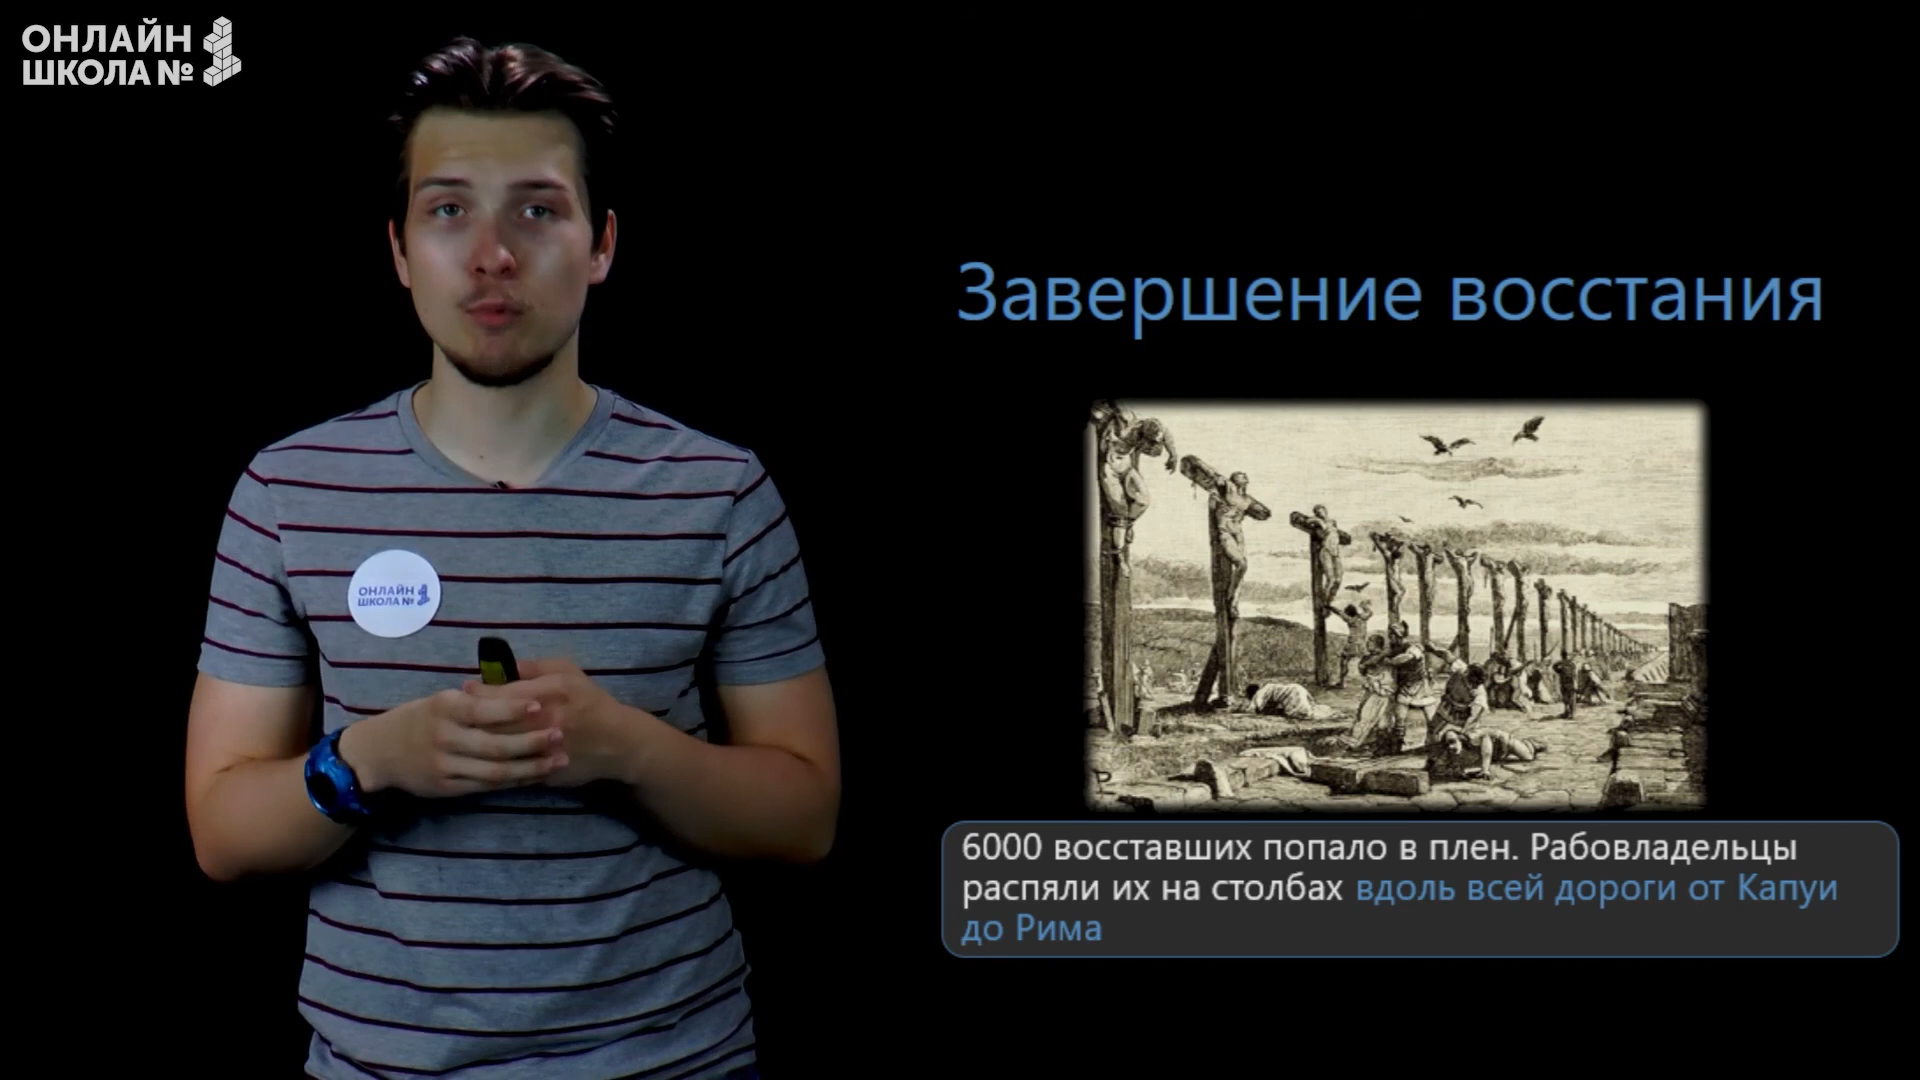 ОНЛАЙН
ШКОЛА №
Завершение восстания
ОНЛАЙН
ШКОЛА №
6000 восставших попало в плен. Рабовладельцы
распяли их на столбах вдоль всей дороги от Капуи
до Рима